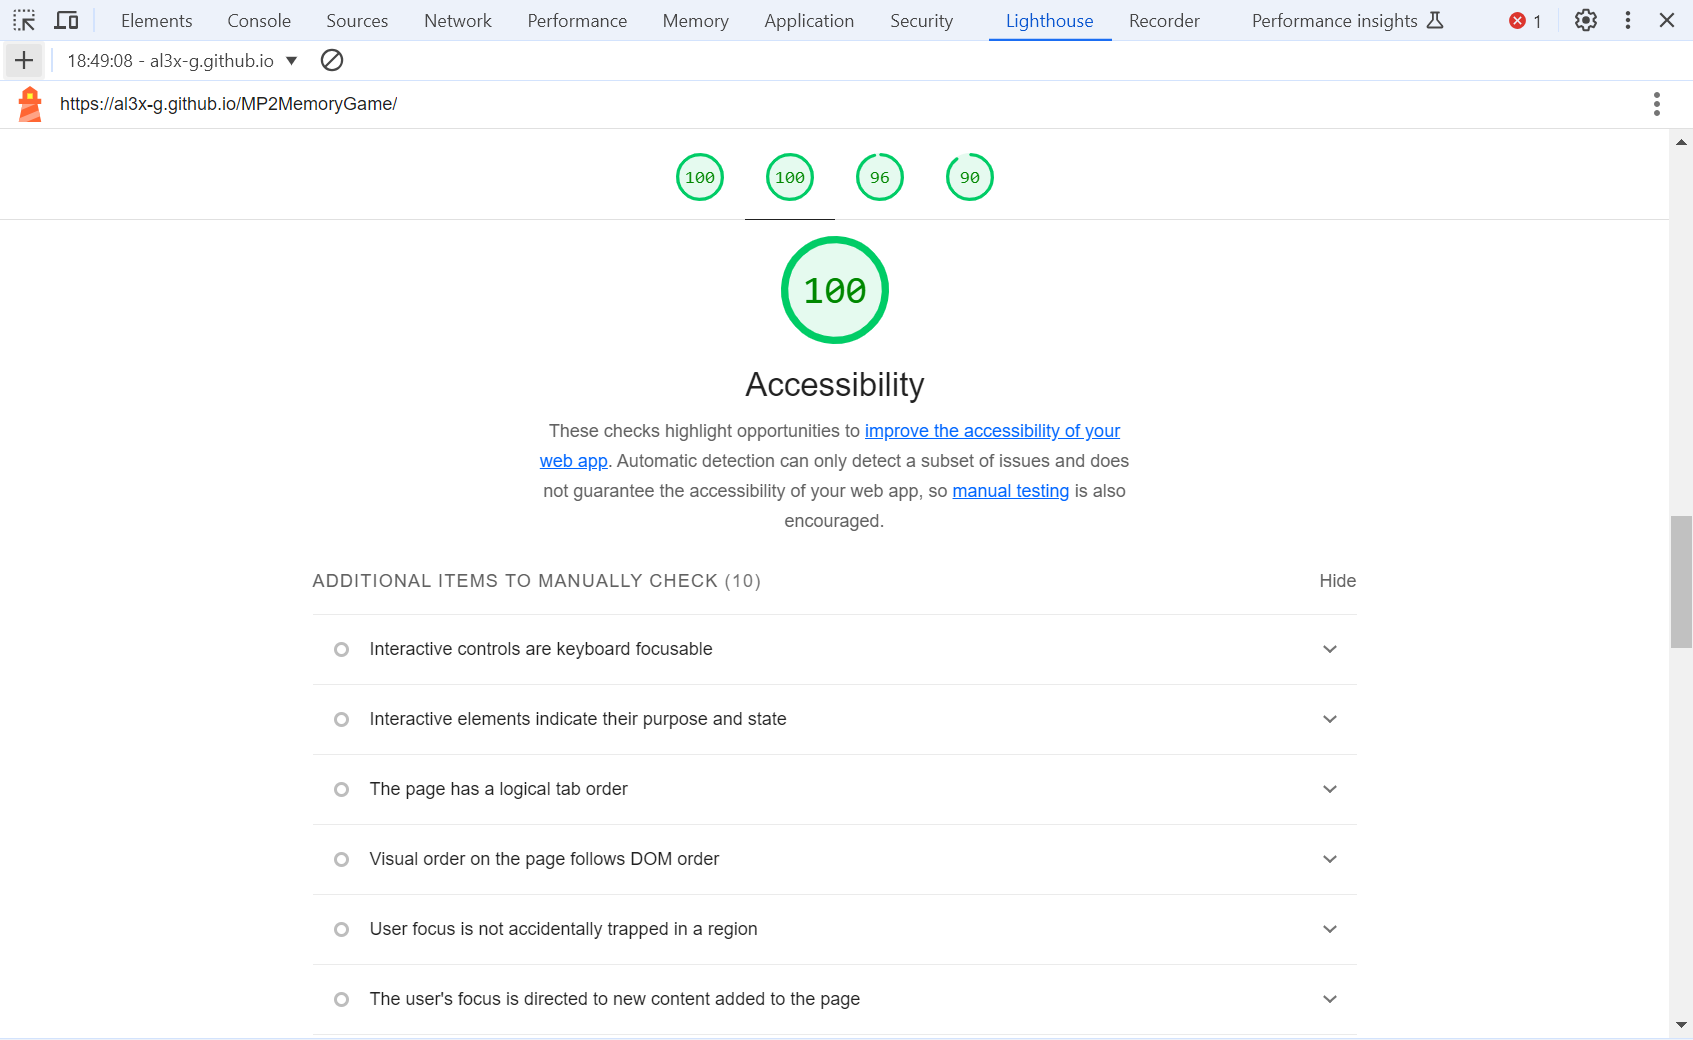 Elements Console Sources Network Performance Memory Application Security Lighthouse Recorder Performance insights 1
18:49:08 - al3x-g.github.io
https://al3x-g.github.io/MP2MemoryGame/
100 100 96 90
100
Accessibility
These checks highlight opportunities to improve the accessibility of your
web app. Automatic detection can only detect a subset of issues and does
not guarantee the accessibility of your web app, so manual testing is also
encouraged.
ADDITIONAL ITEMS TO MANUALLY CHECK (10) Hide
Interactive controls are keyboard focusable
Interactive elements indicate their purpose and state
The page has a logical tab order
Visual order on the page follows DOM order
User focus is not accidentally trapped in a region
The user's focus is directed to new content added to the page